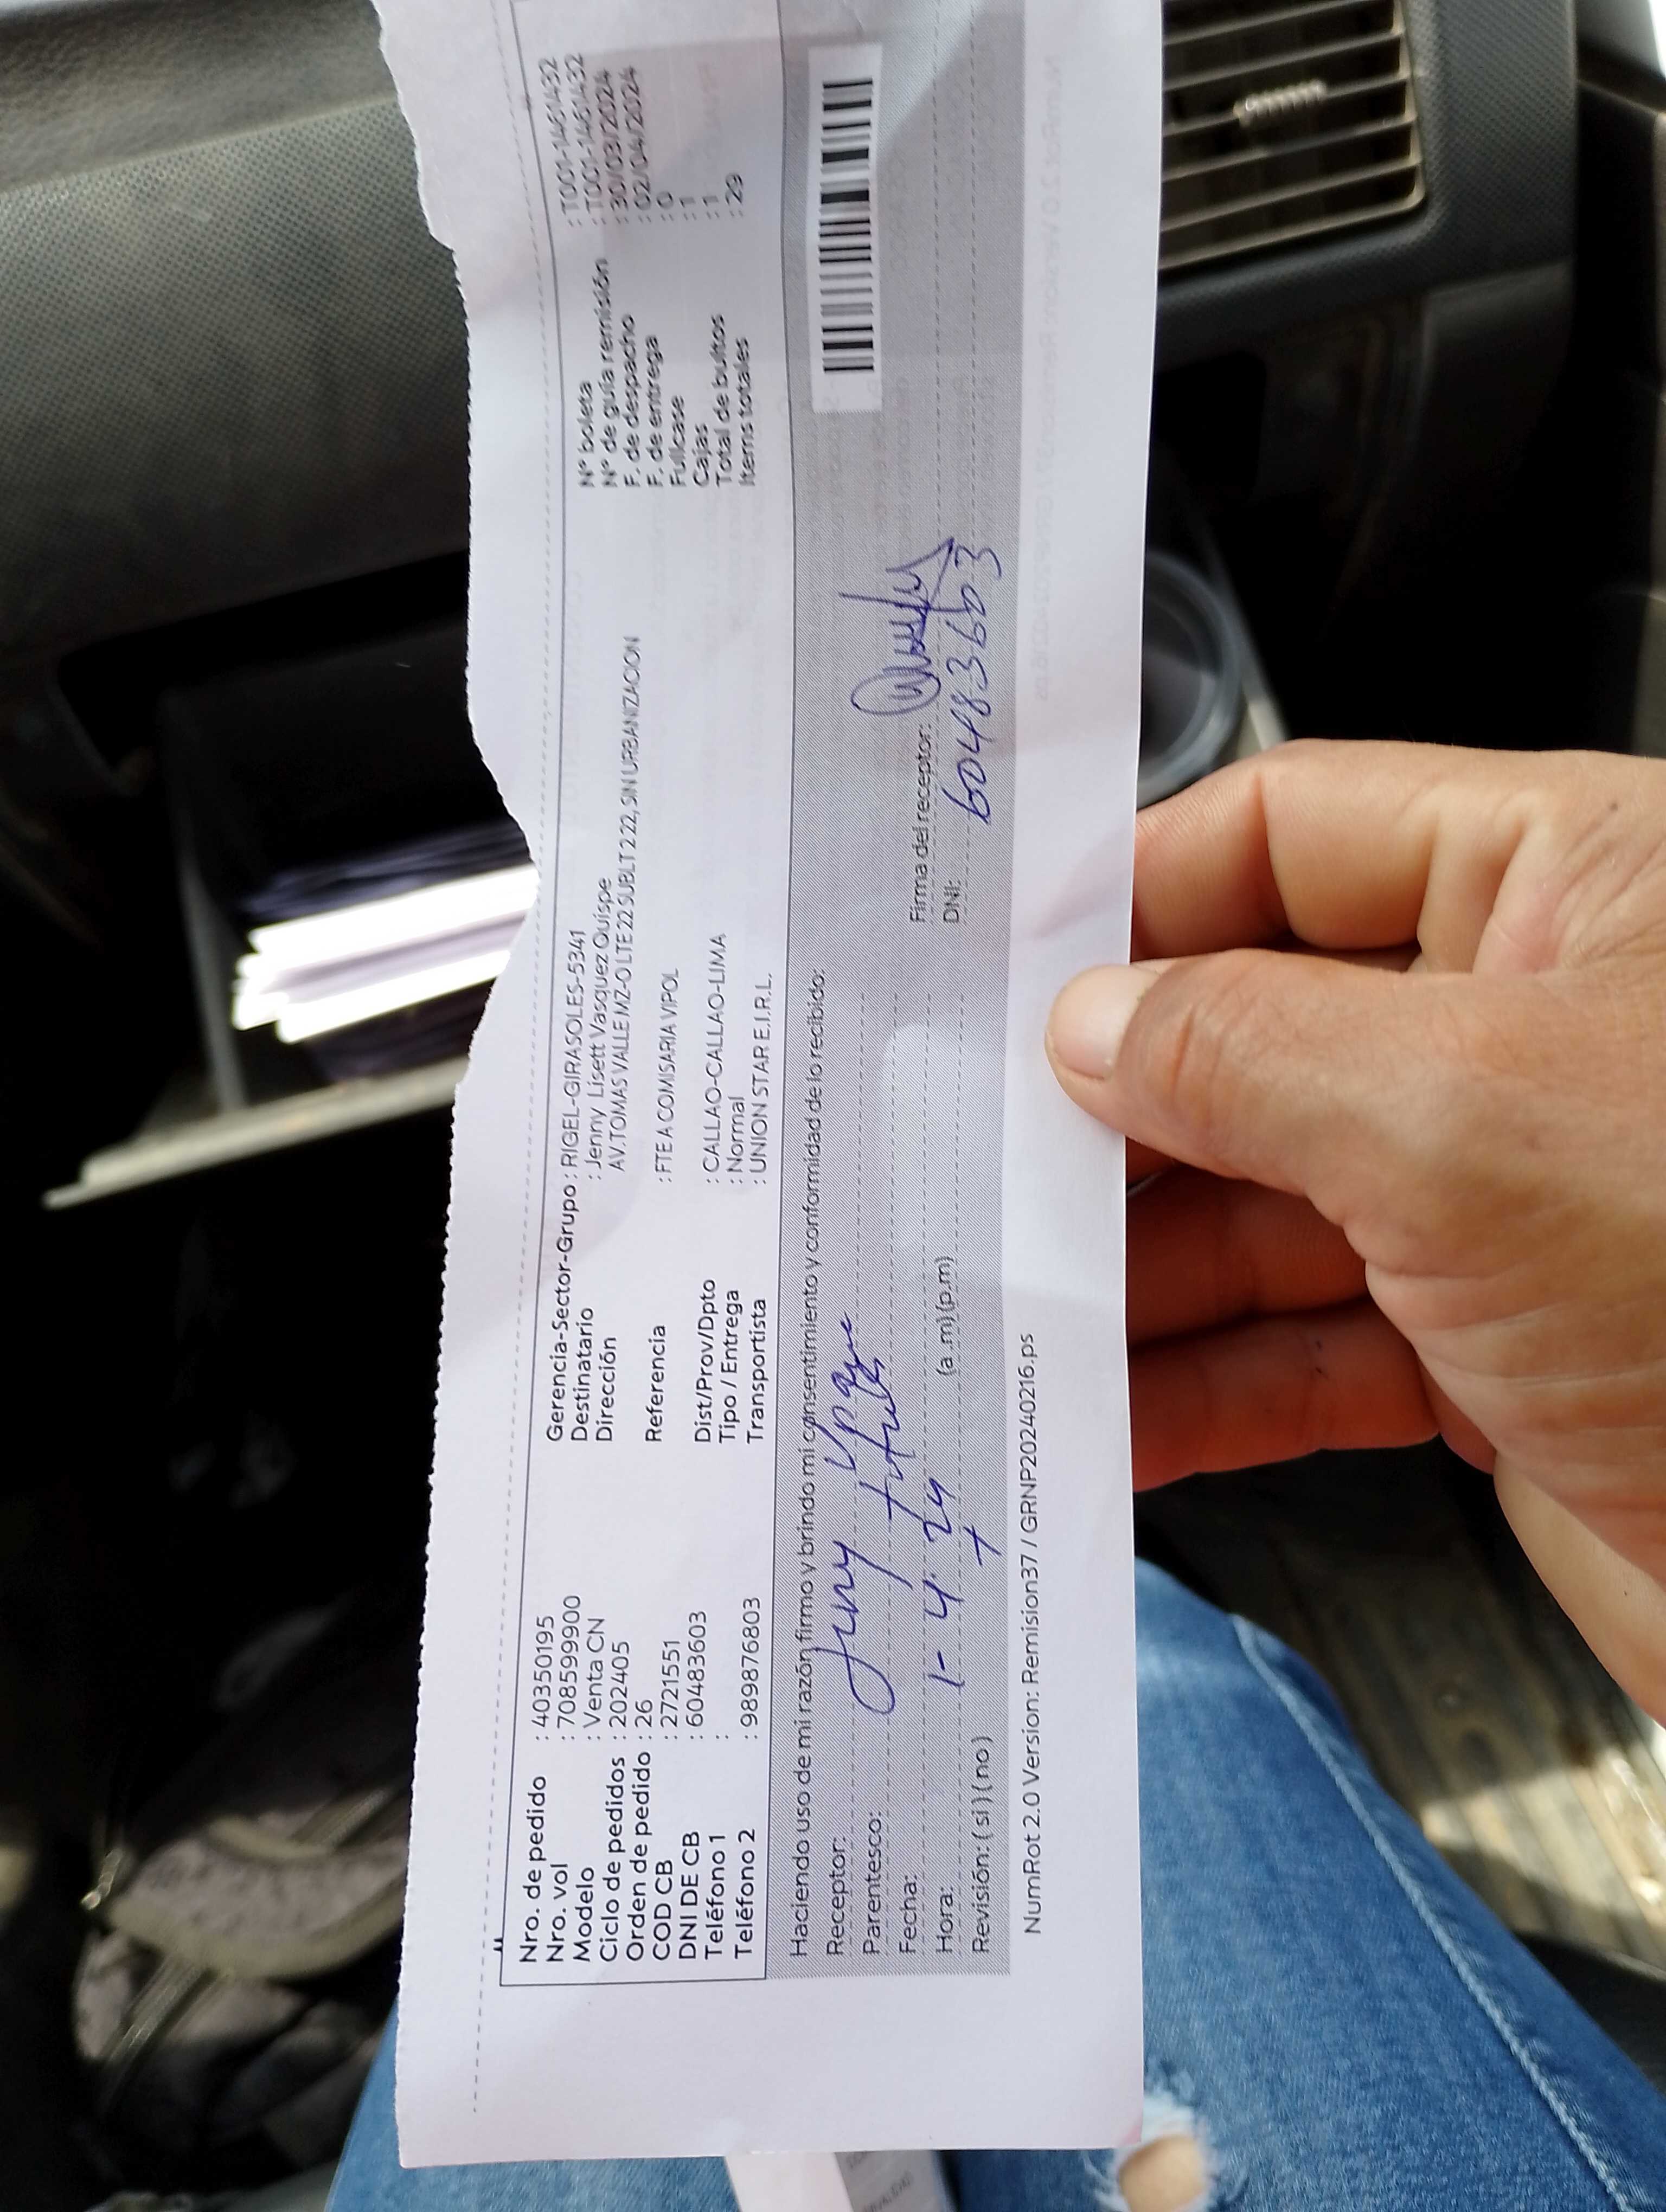 Nro. de pedido : 40350195
Nro. vol : 708599900
Modelo : Venta CN
Ciclo de pedidos : 202405
Orden de pedido : 26
COD CB : 2721551
DNI DE CB : 60483603
Teléfono 1 :
Teléfono 2 : 989876803
Gerencia-Sector-Grupo : RIGEL-GIRASOLES-5341
Destinatario : Jenny Lisett Vasquez Quispe
Dirección AV.TOMAS VALLE MZ-O LTE 22 SUBLT 2 22, SIN URBANIZACION
Referencia : FTE A COMISARIA VIPOL
Dist/Prov/Dpto : CALLAO-CALLAO-LIMA
Tipo / Entrega : Normal
Transportista : UNION STAR E.I.R.L.
N° boleta : T001-1461432
N° de guía remisión : T001-1461432
F. de despacho : 30/03/2024
F. de entrega : 02/04/2024
Fullcase : 0
Cajas : 1
Total de bultos : 1
Items totales : 29
Haciendo uso de mi razón firmo y brindo mi consentimiento y conformidad de lo recibido:
Receptor: Jeny
Parentesco:
Fecha: 1-4-24
Hora: (a.m) (p.m)
Revisión: ( si ) ( no )
Firma del receptor:
DNI: 60483603
NumRot 2.0 Version: Remision37 / GRNP20240216.ps